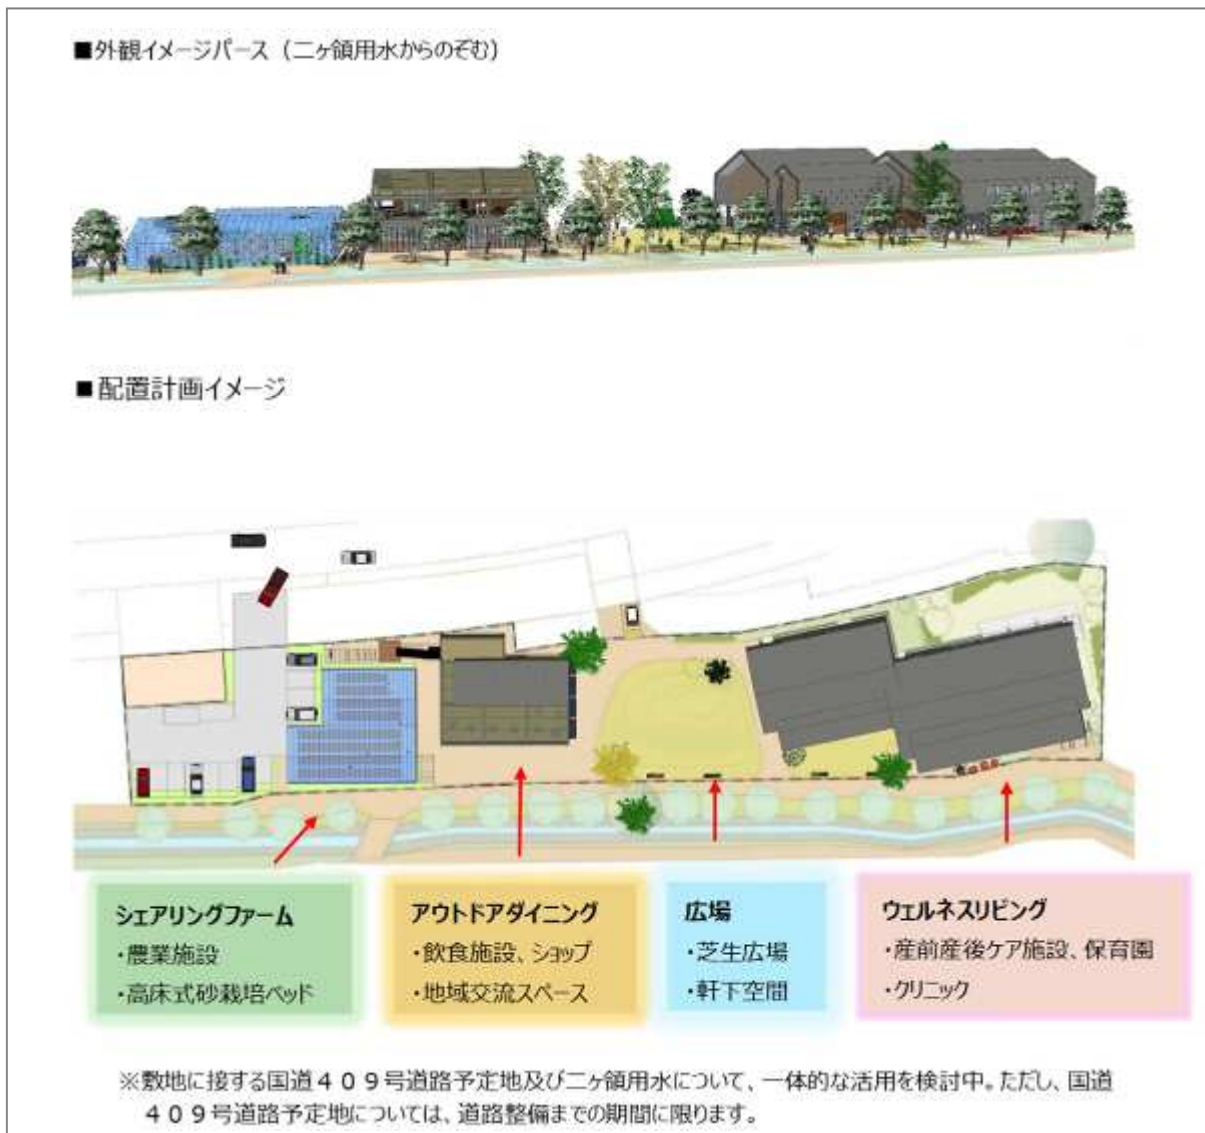 ■外観イメージパース（二ヶ領用水からのぞむ）
■配置計画イメージ
シェアリングファーム
・農業施設
・高床式砂栽培ベッド
アウトドアダイニング
・飲食施設、ショップ
・地域交流スペース
広場
・芝生広場
・軒下空間
ウェルネスリビング
・産前産後ケア施設、保育園
・クリニック
※敷地に接する国道４０９号道路予定地及び二ヶ領用水について、一体的な活用を検討中。ただし、国道
４０９号道路予定地については、道路整備までの期間に限ります。